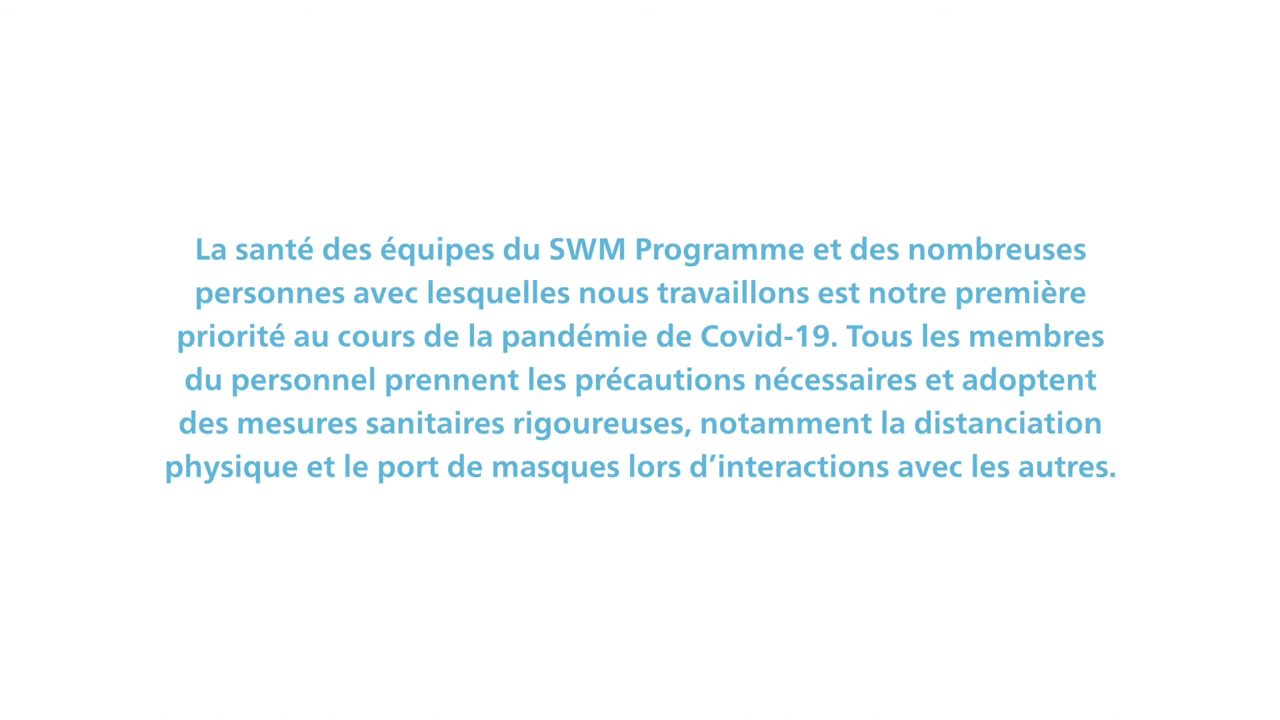 La santé des équipes du SWM Programme et des nombreuses
personnes avec lesquelles nous travaillons est notre première
priorité au cours de la pandémie de Covid-19. Tous les membres
du personnel prennent les précautions nécessaires et adoptent
des mesures sanitaires rigoureuses, notamment la distanciation
physique et le port de masques lors d’interactions avec les autres.